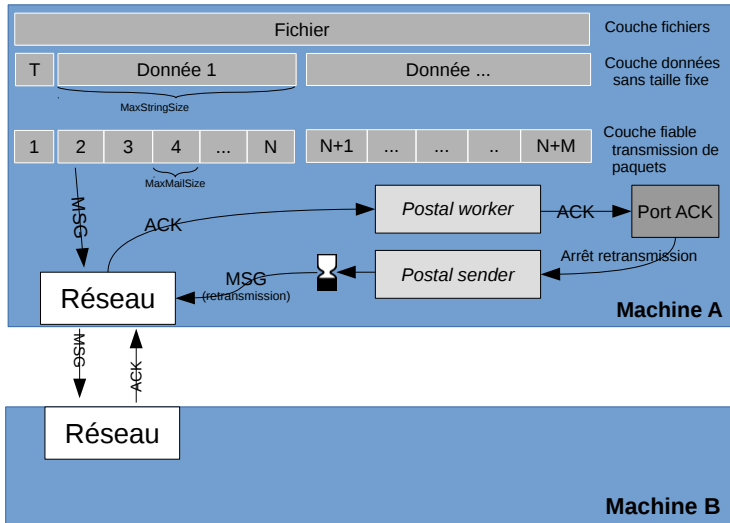 Fichier
Couche fichiers
T
Donnée 1
Donnée ...
Couche données
sans taille fixe
MaxStringSize
1
2
3
4
...
N
N+1
...
...
..
N+M
Couche fiable
transmission de
paquets
MaxMailSize
MSG
ACK
Postal worker
ACK
Port ACK
Arrêt retransmission
Postal sender
MSG
(retransmission)
Réseau
Machine A
MSG
ACK
Réseau
Machine B